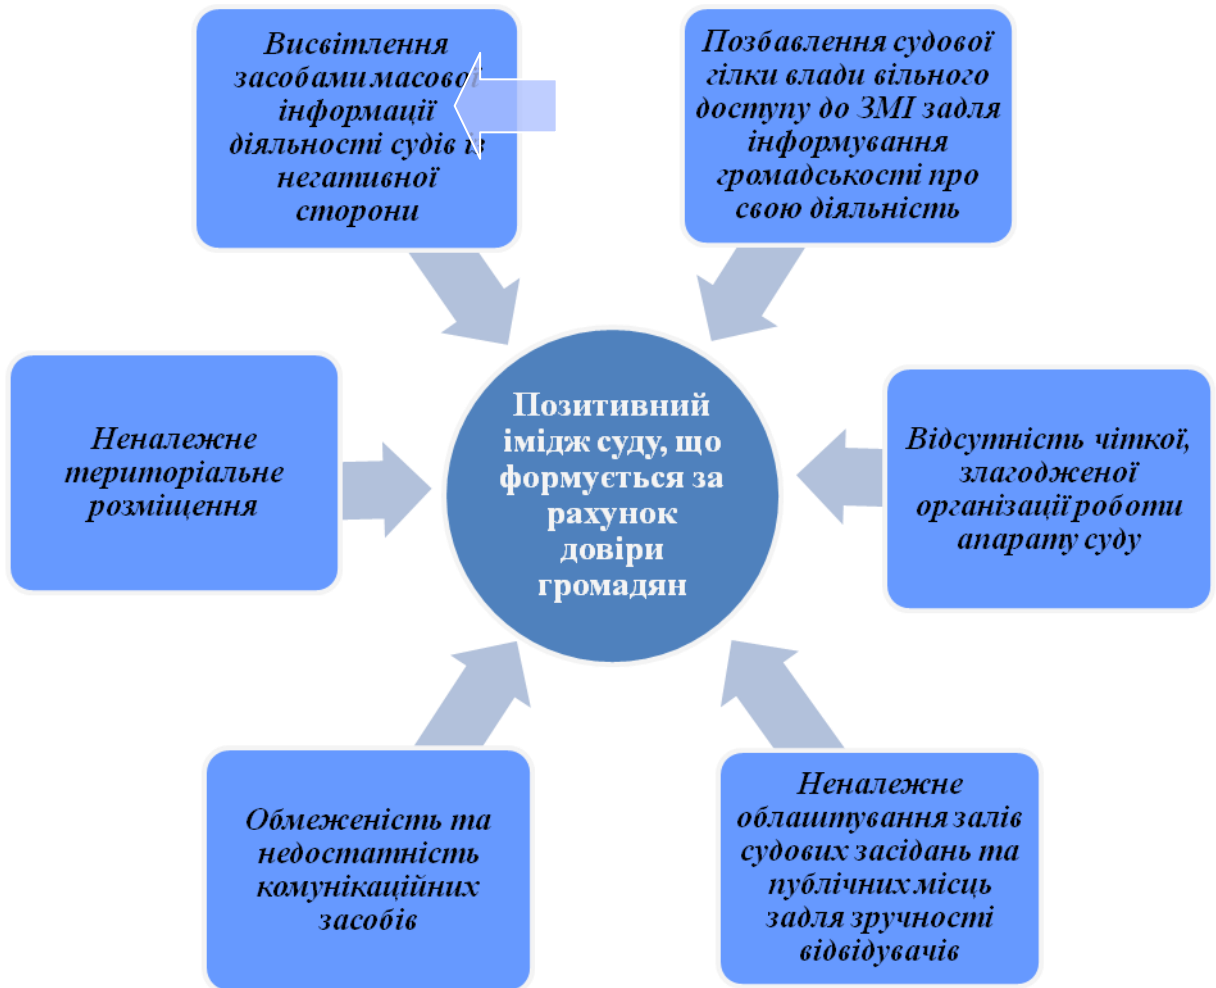 Висвітлення
засобами масової
інформації
діяльності судів із
негативної
сторони
Позбавлення судової
гілки влади вільного
доступу до ЗМІ задля
інформування
громадськості про
свою діяльність
Неналежне
територіальне
розміщення
Позитивний
імідж суду, що
формується за
рахунок
довіри
громадян
Відсутність чіткої,
злагодженої
організації роботи
апарату суду
Обмеженість та
недостатність
комунікаційних
засобів
Неналежне
облаштування залів
судових засідань та
публічних місць
задля зручності
відвідувачів